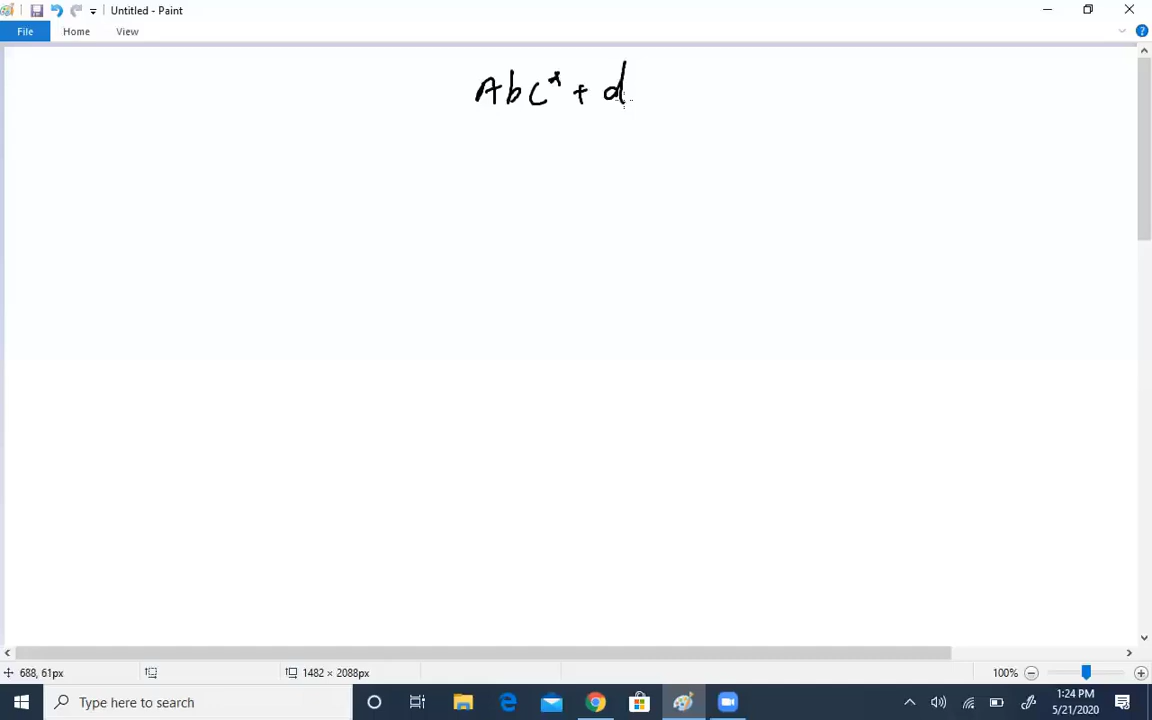 Untitled - Paint
File Home View
Abcˣ + d
688, 61px 1482 × 2088px 100%
Type here to search 1:24 PM
5/21/2020